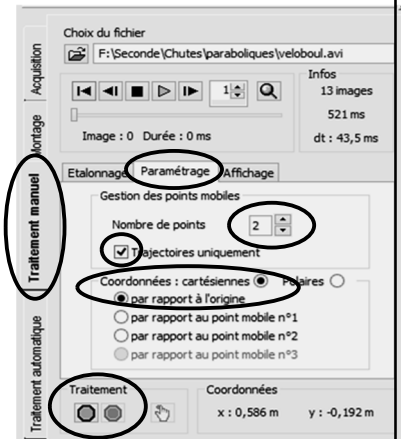 Choix du fichier
F:\Seconde\Chutes\paraboliques\veloboul.avi
Acquisition
Montage
Traitement manuel
Traitement automatique
1
Infos
13 images
521 ms
dt : 43,5 ms
Image : 0 Durée : 0 ms
Etalonnage Paramétrage Affichage
Gestion des points mobiles
Nombre de points 2
Trajectoires uniquement
Coordonnées : cartésiennes Polaires
par rapport à l'origine
par rapport au point mobile n°1
par rapport au point mobile n°2
par rapport au point mobile n°3
Traitement
Coordonnées
x : 0,586 m y : -0,192 m